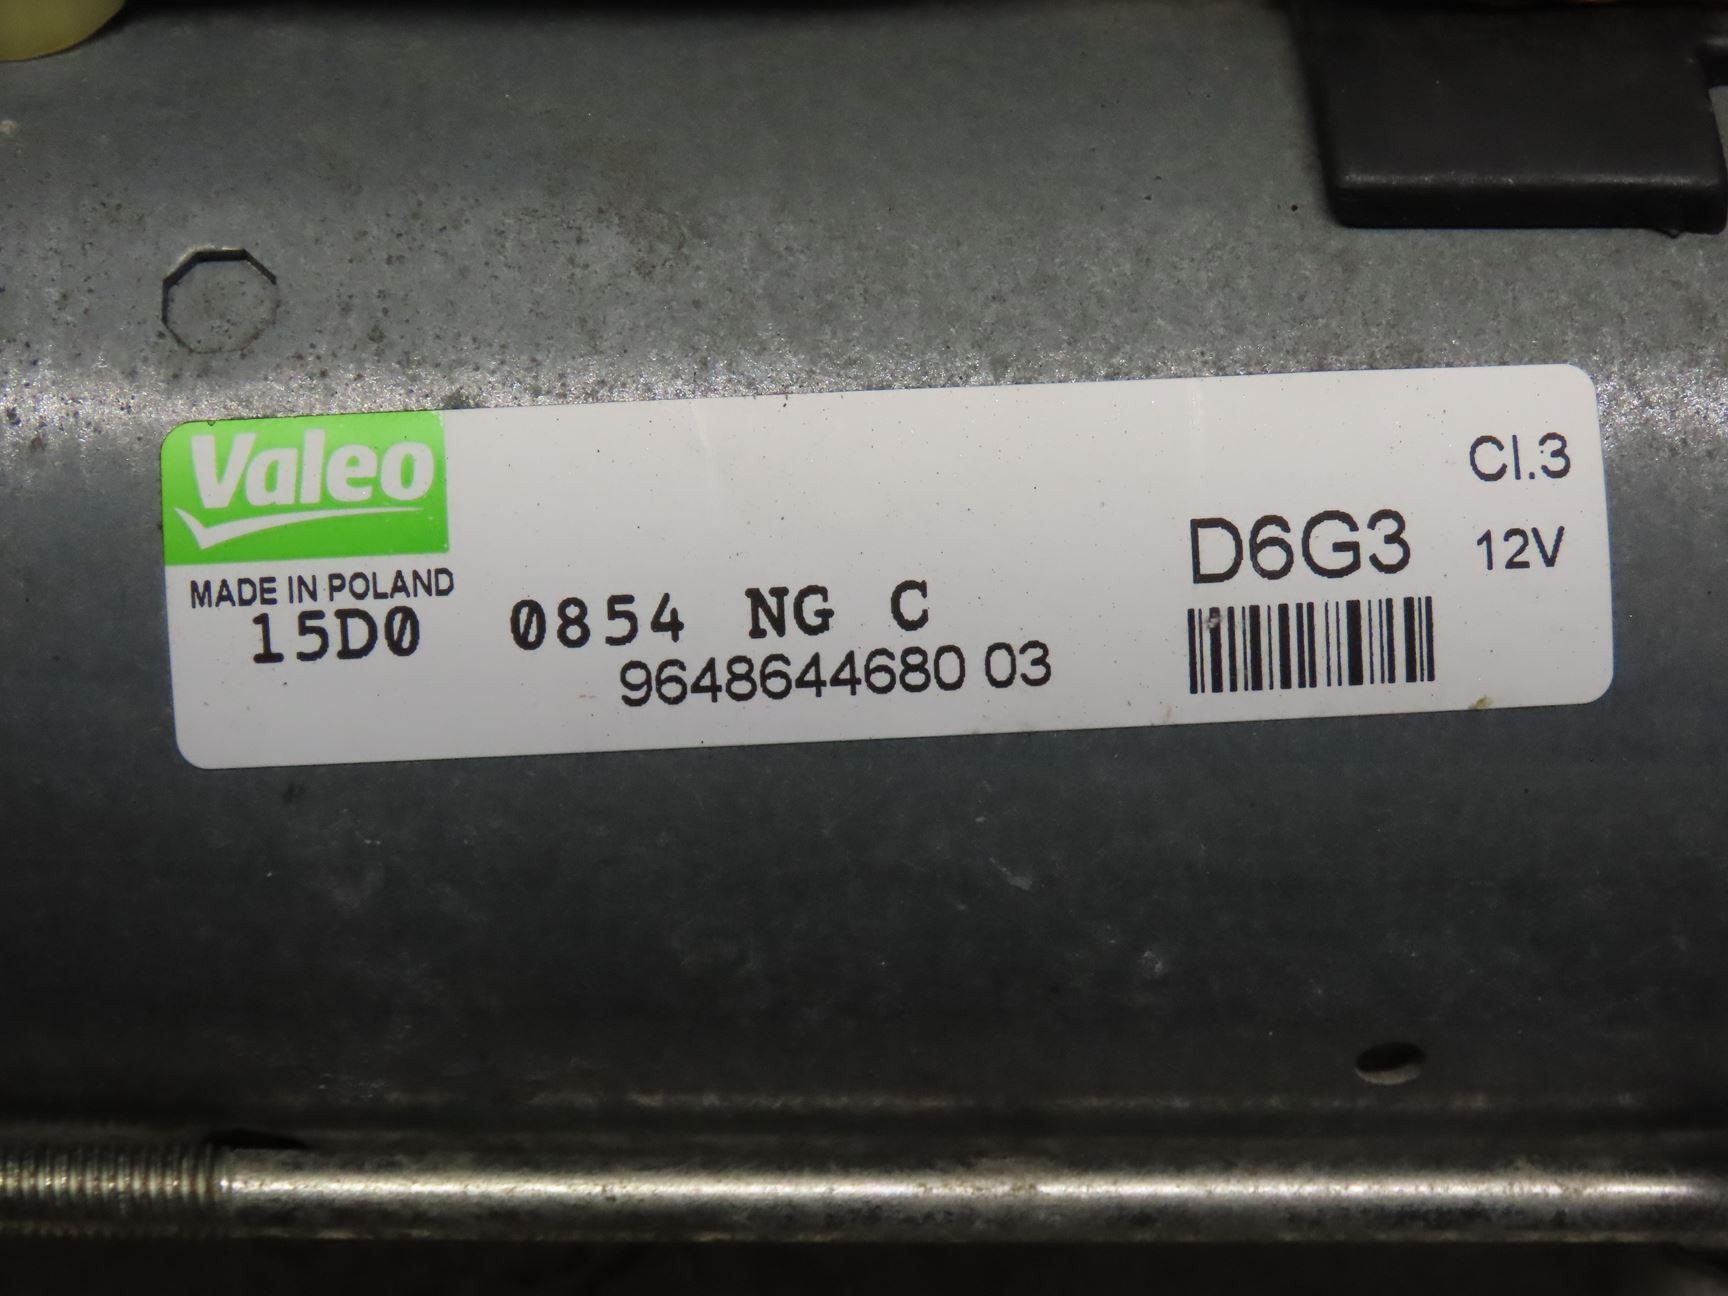 Valeo
MADE IN POLAND
15D0 0854 NG C
9648644680 03
D6G3
Cl.3
12V